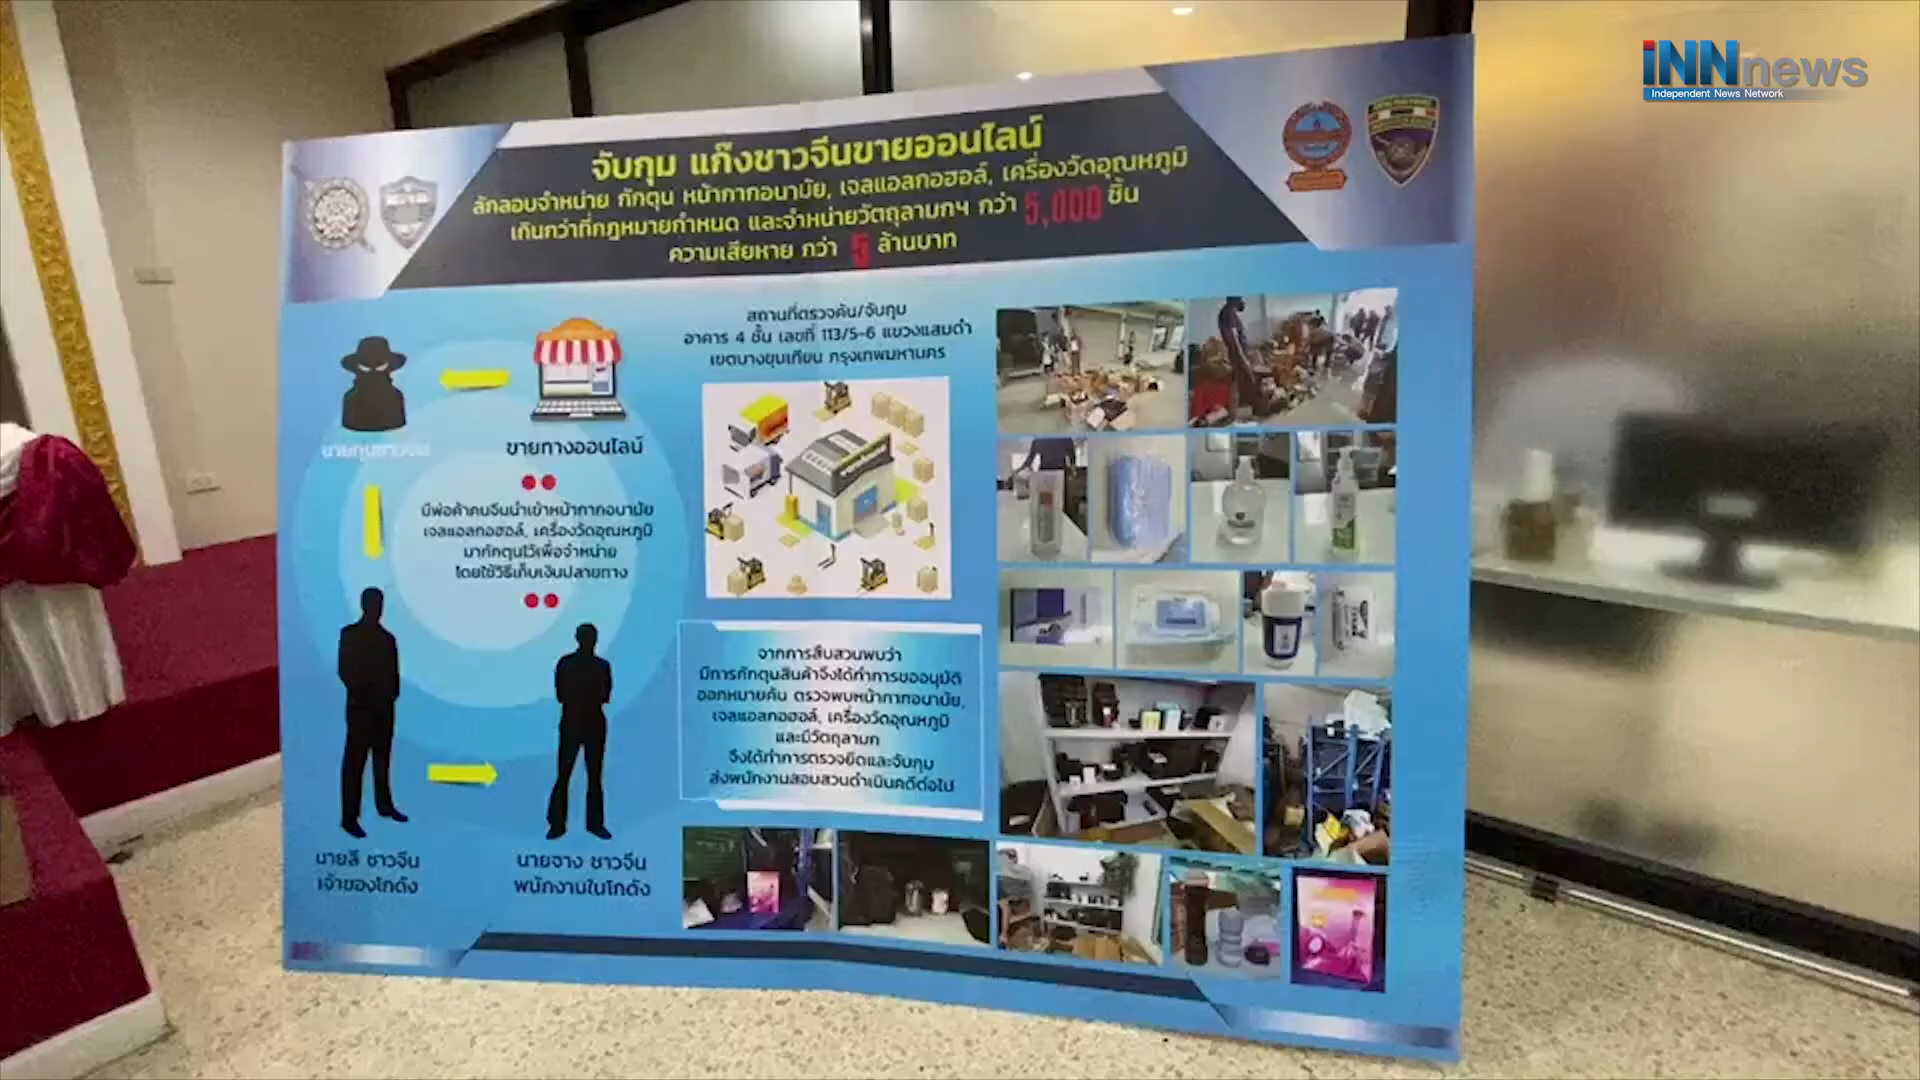 iNNnews
Independent News Network
จับกุม แก๊งชาวจีนขายออนไลน์
ลักลอบจำหน่าย กักตุน หน้ากากอนามัย, เจลแอลกอฮอล์, เครื่องวัดอุณหภูมิ
เกินกว่าที่กฎหมายกำหนด และจำหน่ายวัตถุลามกฯ กว่า 5,000 ชิ้น
ความเสียหาย กว่า 5 ล้านบาท
สถานที่ตรวจค้น/จับกุม
อาคาร 4 ชั้น เลขที่ 113/5-6 แขวงแสมดำ
เขตบางขุนเทียน กรุงเทพมหานคร
นายทุนชาวจีน
ขายทางออนไลน์
มีพ่อค้าคนจีนนำเข้าหน้ากากอนามัย
เจลแอลกอฮอล์, เครื่องวัดอุณหภูมิ
มากักตุนไว้เพื่อจำหน่าย
โดยใช้วิธีเก็บเงินปลายทาง
จากการสืบสวนพบว่า
มีการกักตุนสินค้าจึงได้ทำการขออนุมัติ
ออกหมายค้น ตรวจพบหน้ากากอนามัย,
เจลแอลกอฮอล์, เครื่องวัดอุณหภูมิ
และมีวัตถุลามก
จึงได้ทำการตรวจยึดและจับกุม
ส่งพนักงานสอบสวนดำเนินคดีต่อไป
นายลี ชาวจีน
เจ้าของโกดัง
นายจาง ชาวจีน
พนักงานในโกดัง